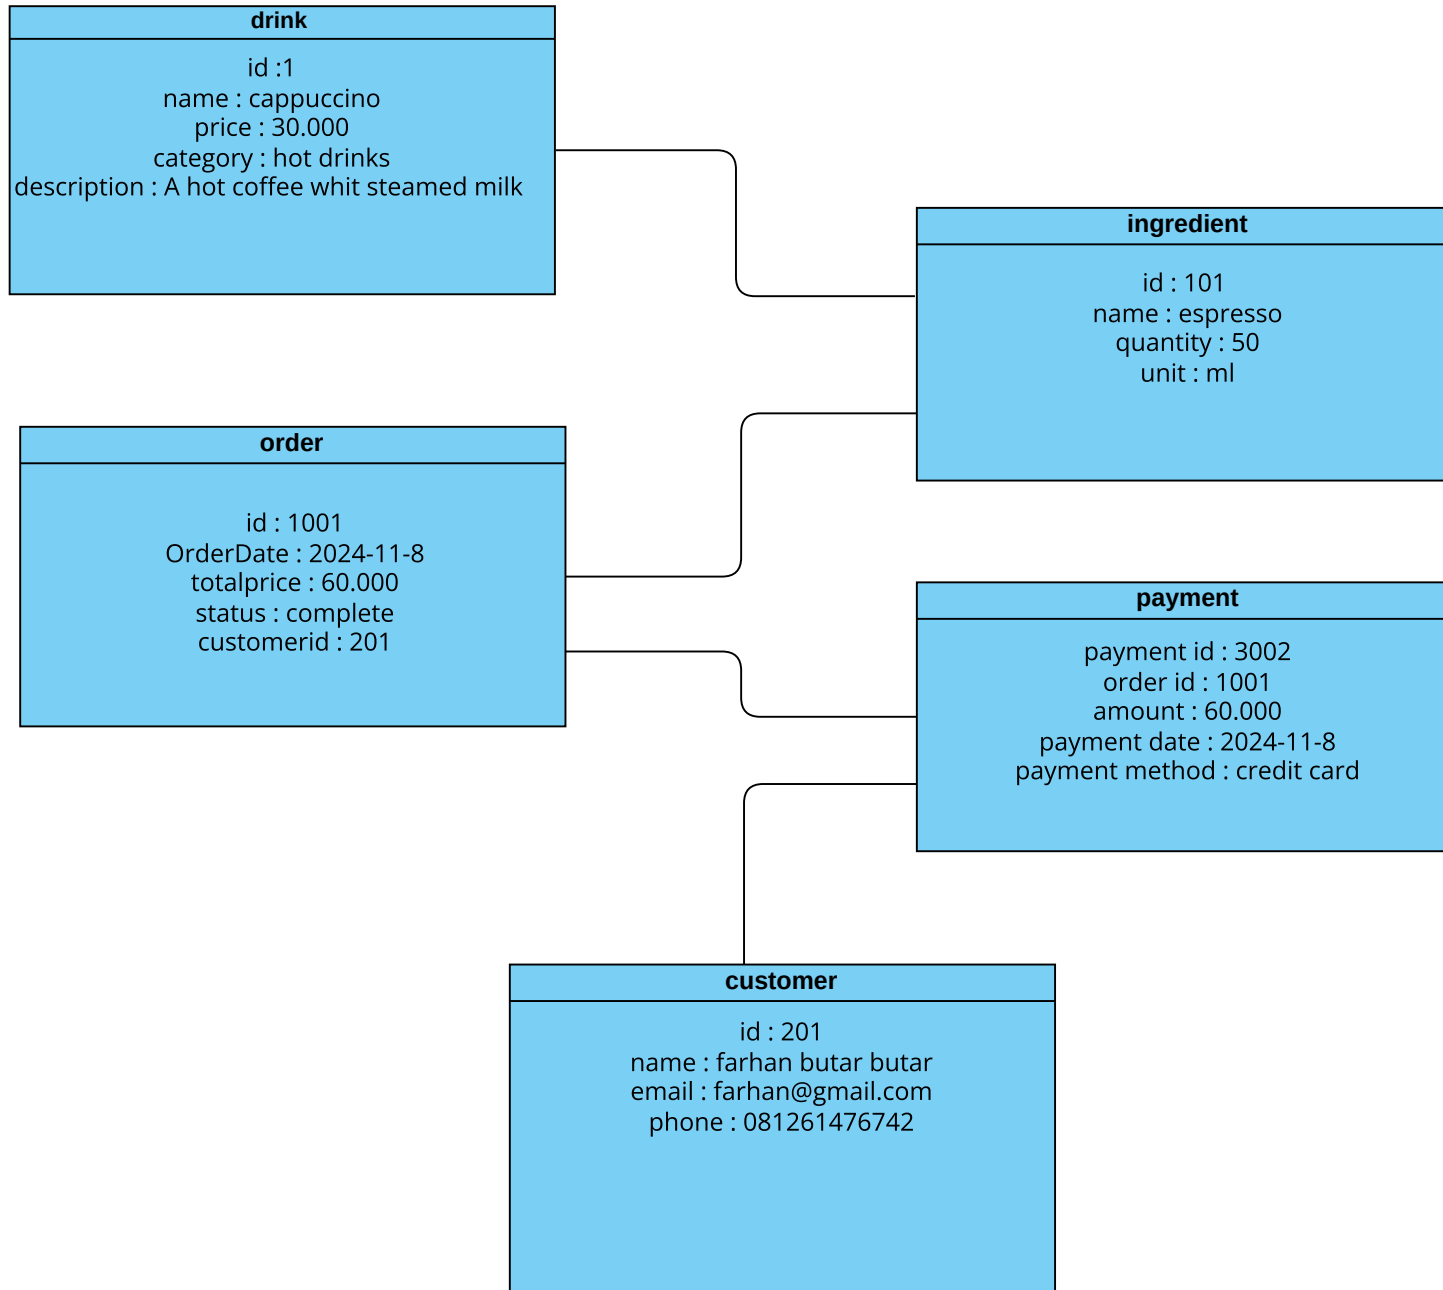 drink
id :1
name : cappuccino
price : 30.000
category : hot drinks
description : A hot coffee whit steamed milk
ingredient
id : 101
name : espresso
quantity : 50
unit : ml
order
id : 1001
OrderDate : 2024-11-8
totalprice : 60.000
status : complete
customerid : 201
payment
payment id : 3002
order id : 1001
amount : 60.000
payment date : 2024-11-8
payment method : credit card
customer
id : 201
name : farhan butar butar
email : farhan@gmail.com
phone : 081261476742